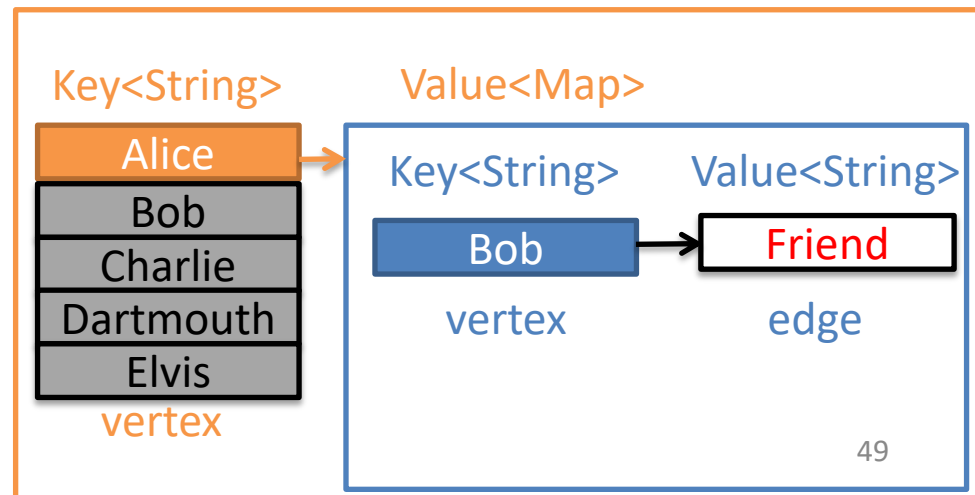 Key<String> Value<Map>
Alice
Bob
Charlie
Dartmouth
Elvis
vertex
Key<String> Value<String>
Bob Friend
vertex edge
49